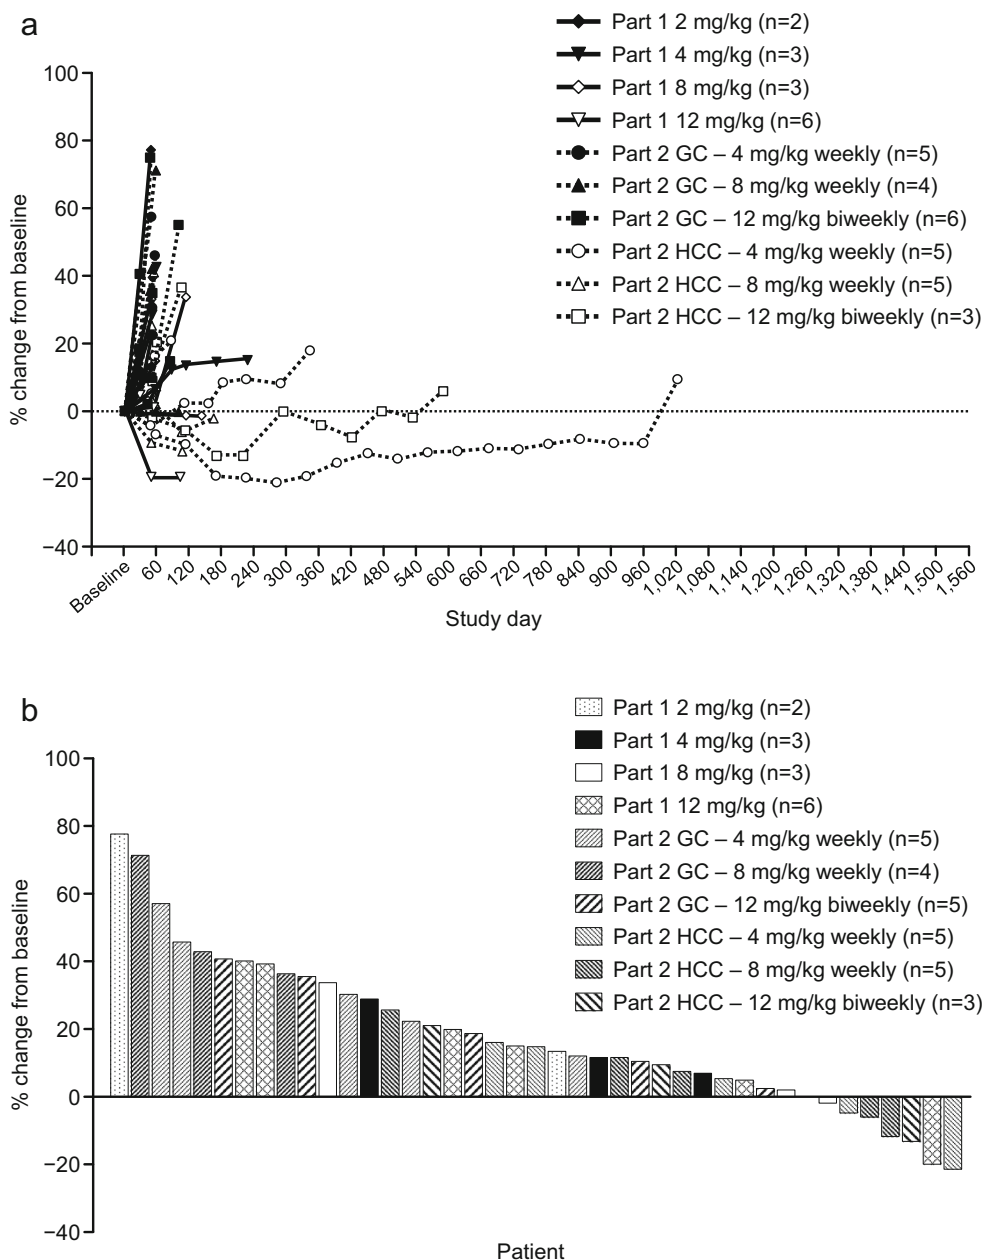 a
Part 1 2 mg/kg (n=2)
Part 1 4 mg/kg (n=3)
Part 1 8 mg/kg (n=3)
Part 1 12 mg/kg (n=6)
Part 2 GC – 4 mg/kg weekly (n=5)
Part 2 GC – 8 mg/kg weekly (n=4)
Part 2 GC – 12 mg/kg biweekly (n=6)
Part 2 HCC – 4 mg/kg weekly (n=5)
Part 2 HCC – 8 mg/kg weekly (n=5)
Part 2 HCC – 12 mg/kg biweekly (n=3)
% change from baseline
100
80
60
40
20
0
−20
−40
Baseline 60 120 180 240 300 360 420 480 540 600 660 720 780 840 900 960 1,020 1,080 1,140 1,200 1,260 1,320 1,380 1,440 1,500 1,560
Study day
b
Part 1 2 mg/kg (n=2)
Part 1 4 mg/kg (n=3)
Part 1 8 mg/kg (n=3)
Part 1 12 mg/kg (n=6)
Part 2 GC – 4 mg/kg weekly (n=5)
Part 2 GC – 8 mg/kg weekly (n=4)
Part 2 GC – 12 mg/kg biweekly (n=5)
Part 2 HCC – 4 mg/kg weekly (n=5)
Part 2 HCC – 8 mg/kg weekly (n=5)
Part 2 HCC – 12 mg/kg biweekly (n=3)
% change from baseline
100
80
60
40
20
0
−20
−40
Patient